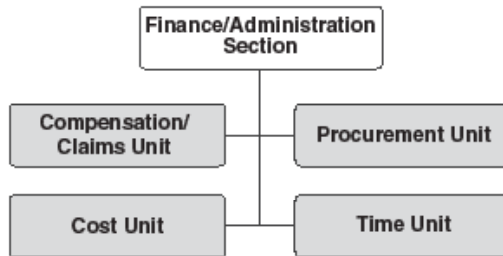 Finance/Administration
Section
Compensation/
Claims Unit
Procurement Unit
Cost Unit
Time Unit